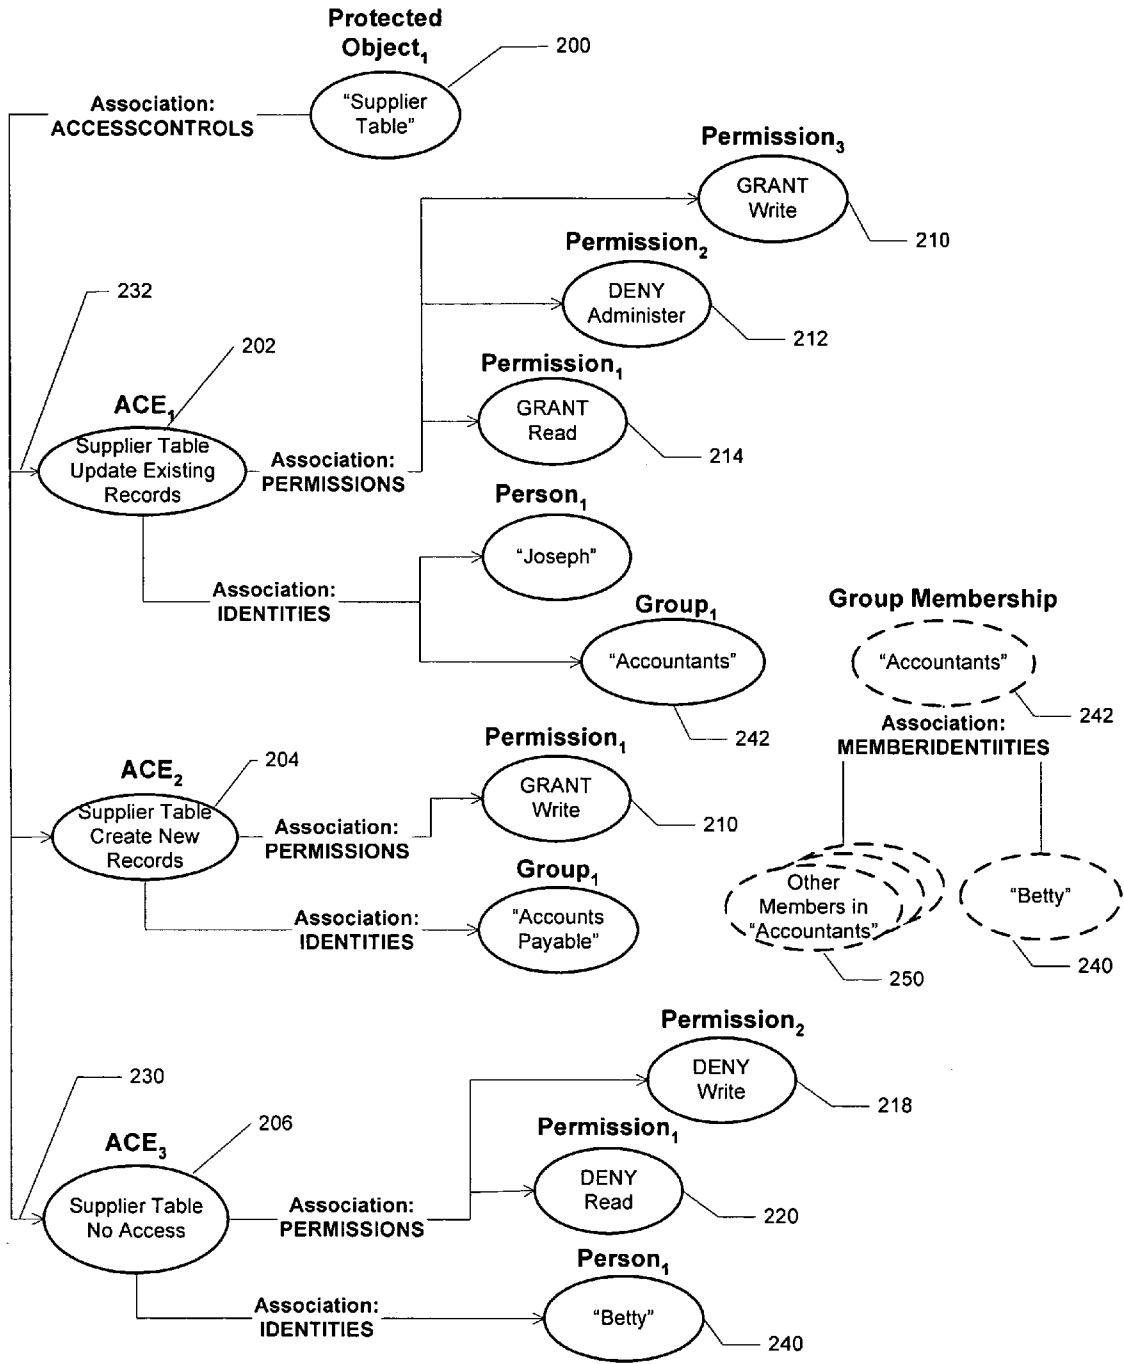 Protected
Object1
200
"Supplier
Table"
Association:
ACCESSCONTROLS
Permission3
GRANT
Write
210
Permission2
DENY
Administer
212
232
202
Permission1
GRANT
Read
214
ACE1
Supplier Table
Update Existing
Records
Association:
PERMISSIONS
Person1
"Joseph"
Association:
IDENTITIES
Group1
"Accountants"
242
Group Membership
"Accountants"
242
Association:
MEMBERIDENTIITIES
Other
Members in
"Accountants"
250
"Betty"
240
204
ACE2
Supplier Table
Create New
Records
Association:
PERMISSIONS
Permission1
GRANT
Write
210
Association:
IDENTITIES
Group1
"Accounts
Payable"
230
206
ACE3
Supplier Table
No Access
Association:
PERMISSIONS
Permission2
DENY
Write
218
Permission1
DENY
Read
220
Association:
IDENTITIES
Person1
"Betty"
240